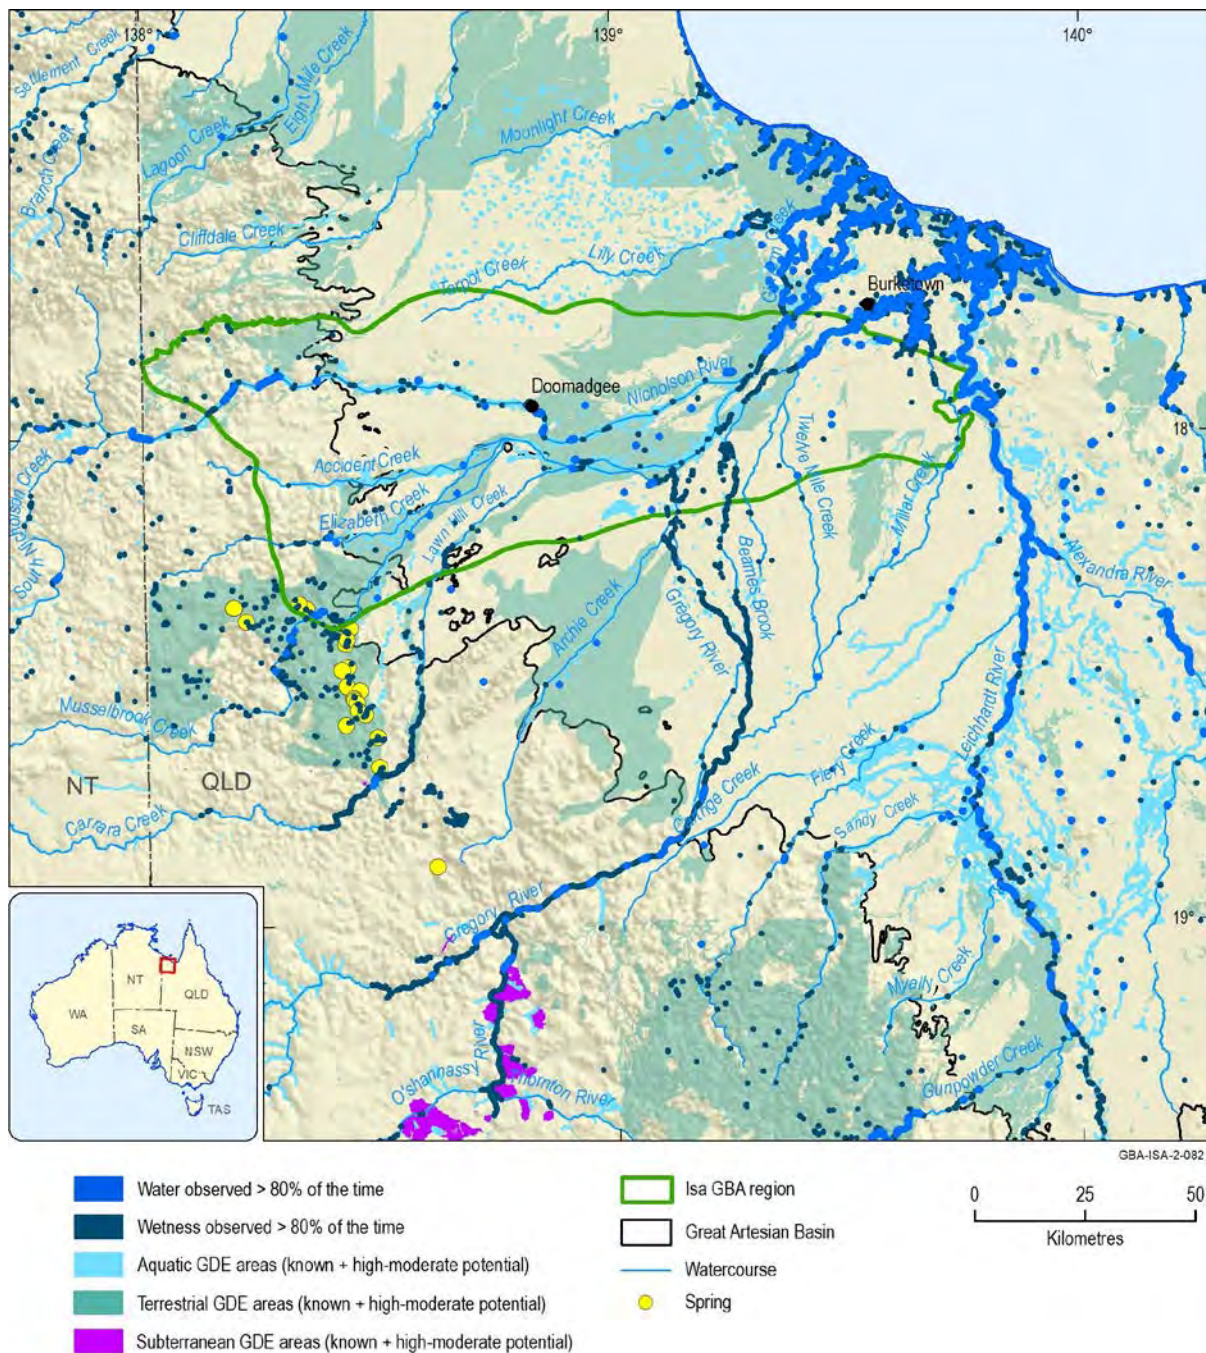 138°
139°
140°
Settlement Creek
Eight Mile Creek
Lagoon Creek
Branch Creek
Moonlight Creek
Cliffdale Creek
Lily Creek
Creek
Tarpot Creek
Burketown
Doomadgee
Nicholson River
18°
Accident Creek
Twelve Mile Creek
Millar Creek
Elizabeth Creek
Lawn Hill Creek
South Nicholson Creek
Beames Brook
Alexandra River
Archie Creek
Gregory River
Musselbrook Creek
Leichhardt River
NT
QLD
Fiery Creek
Carrara Creek
Sandy Creek
Creek
19°
Gregory River
Myally Creek
O'shannassy River
Thornton River
Gunpowder Creek
NT
QLD
WA
SA
NSW
VIC
TAS
GBA-ISA-2-082
Water observed > 80% of the time
Wetness observed > 80% of the time
Aquatic GDE areas (known + high-moderate potential)
Terrestrial GDE areas (known + high-moderate potential)
Subterranean GDE areas (known + high-moderate potential)
Isa GBA region
Great Artesian Basin
Watercourse
Spring
0 25 50
Kilometres